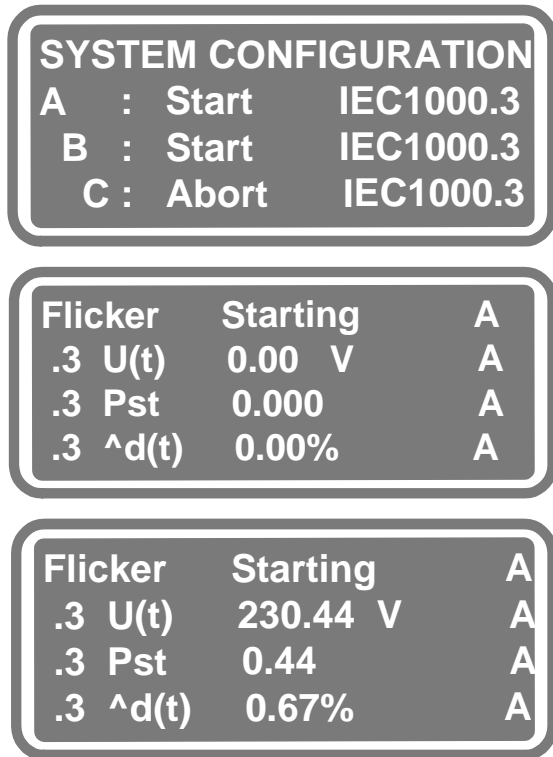 SYSTEM CONFIGURATION
A : Start IEC1000.3
B : Start IEC1000.3
C : Abort IEC1000.3
Flicker Starting A
.3 U(t) 0.00 V A
.3 Pst 0.000 A
.3 ^d(t) 0.00% A
Flicker Starting A
.3 U(t) 230.44 V A
.3 Pst 0.44 A
.3 ^d(t) 0.67% A